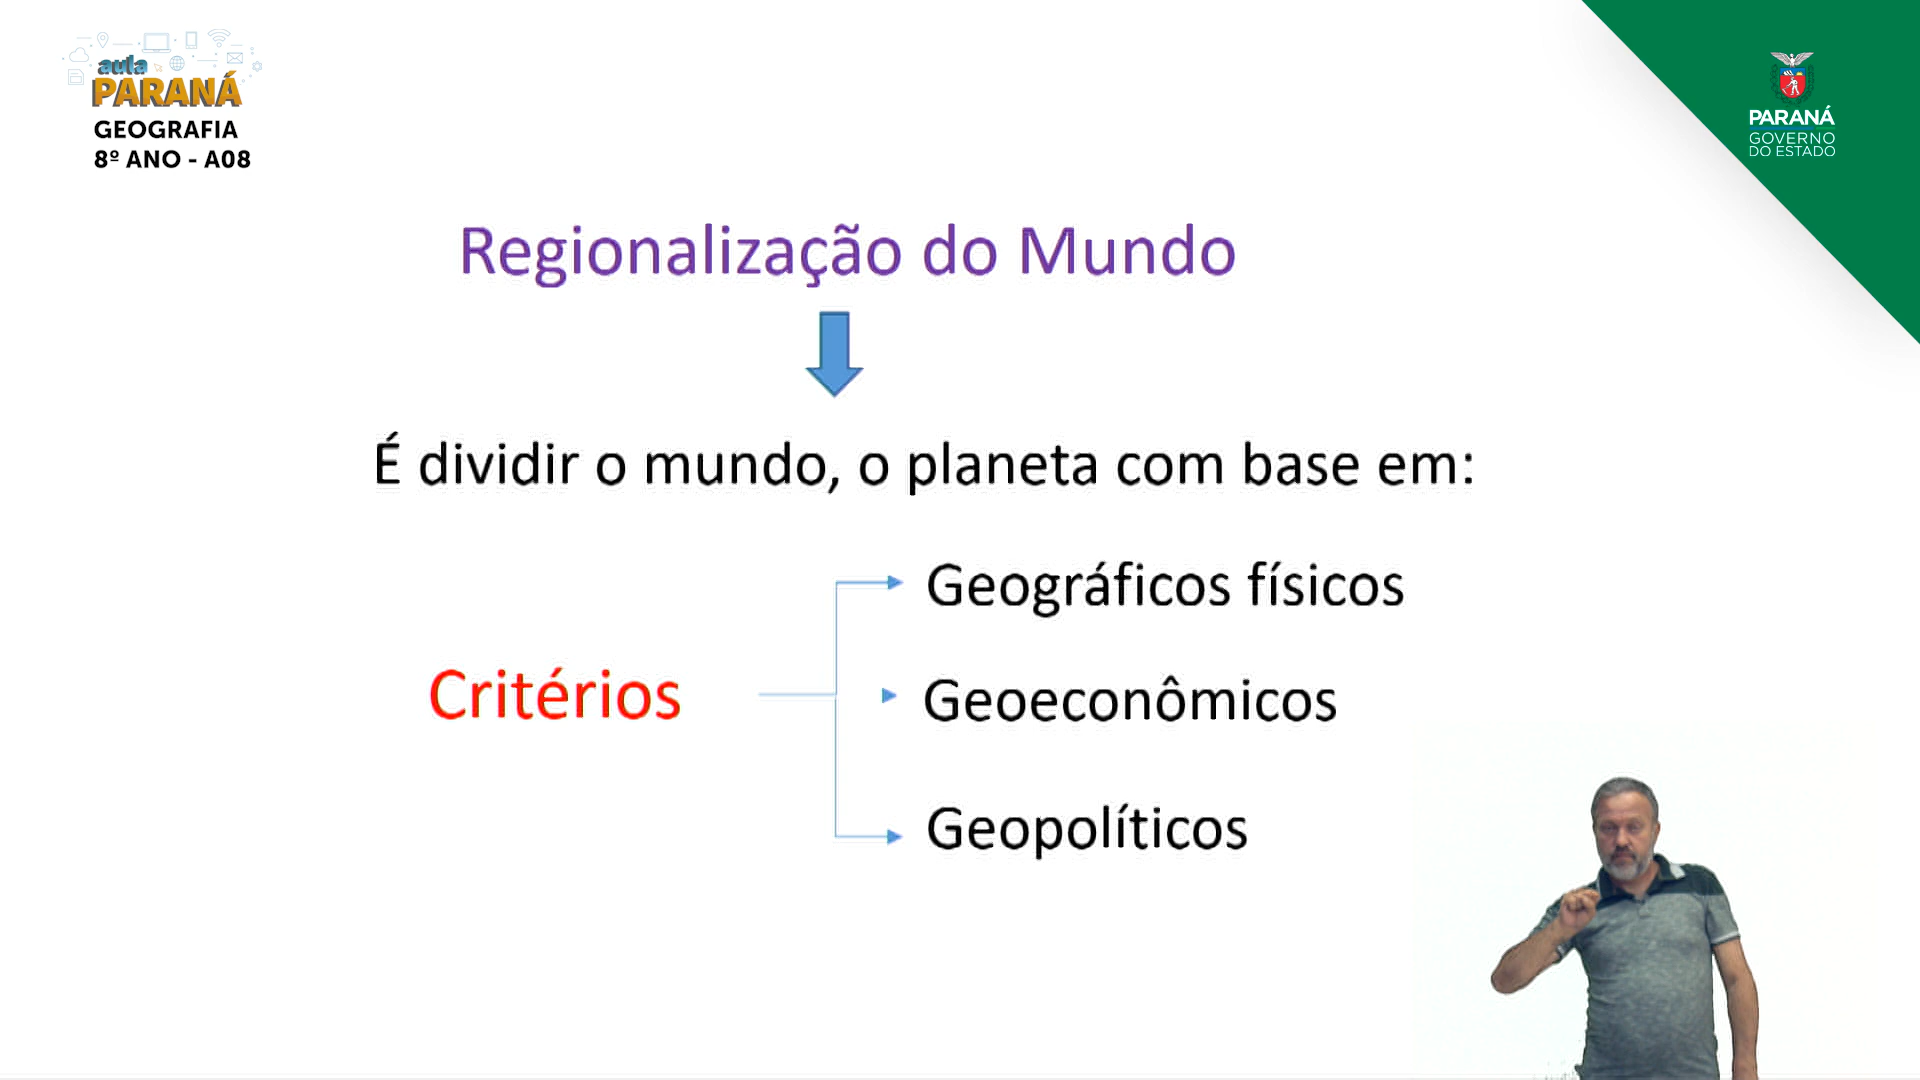 aula
PARANÁ
GEOGRAFIA
8º ANO - A08
PARANÁ
GOVERNO
DO ESTADO
Regionalização do Mundo
É dividir o mundo, o planeta com base em:
Critérios
Geográficos físicos
Geoeconômicos
Geopolíticos